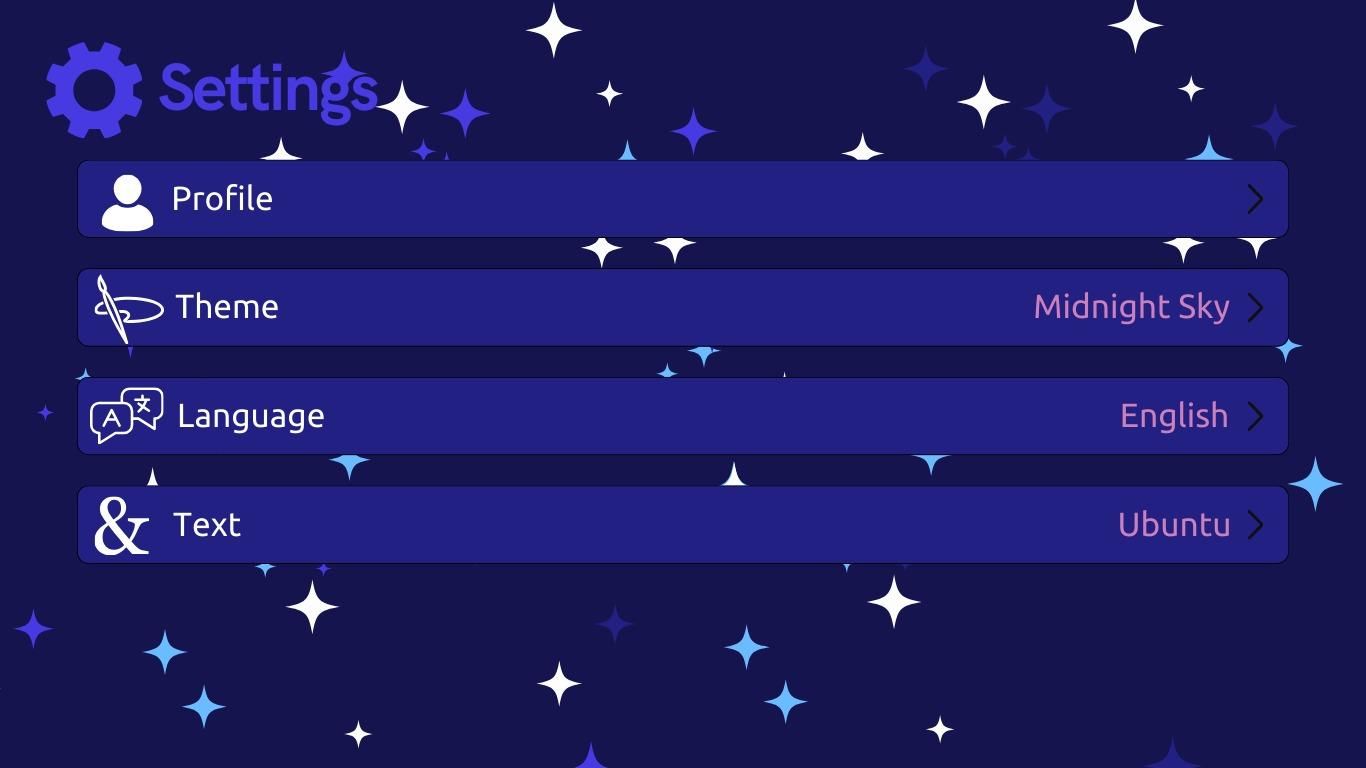 Settings
Profile
Theme Midnight Sky
Language English
Text Ubuntu